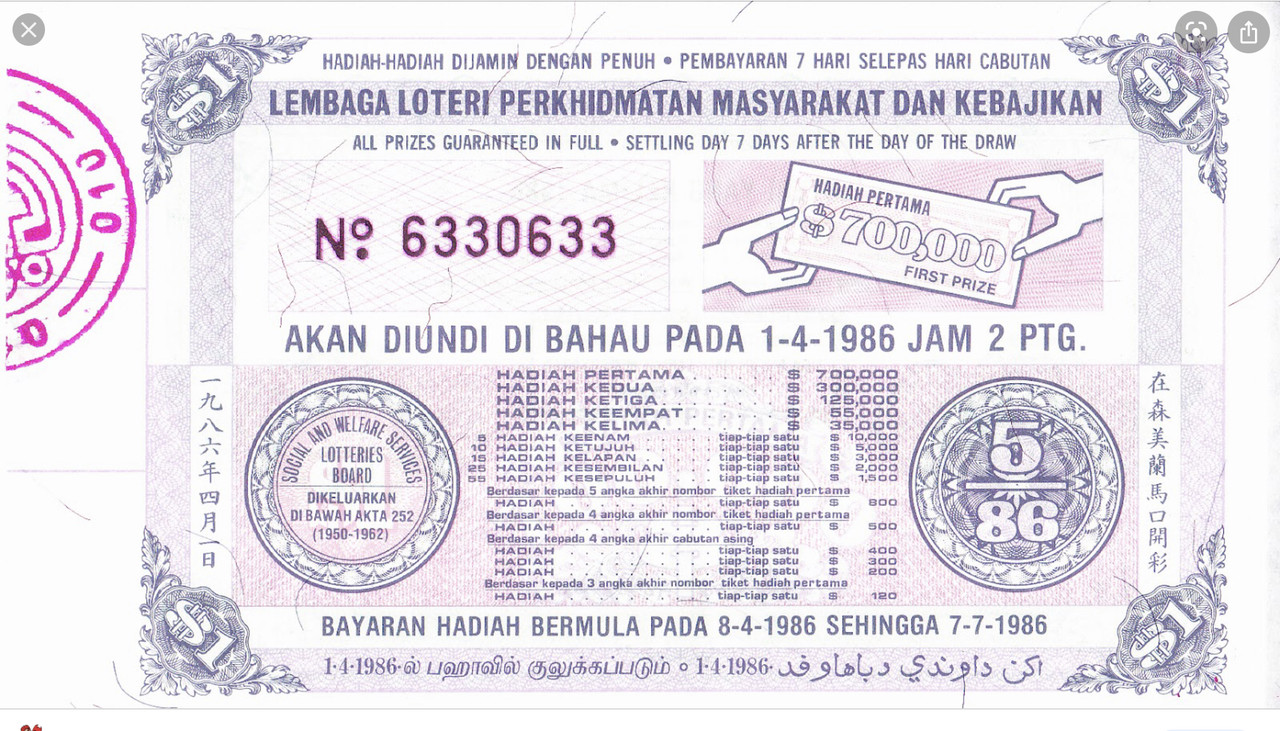 $1
$1
HADIAH-HADIAH DIJAMIN DENGAN PENUH • PEMBAYARAN 7 HARI SELEPAS HARI CABUTAN
LEMBAGA LOTERI PERKHIDMATAN MASYARAKAT DAN KEBAJIKAN
ALL PRIZES GUARANTEED IN FULL • SETTLING DAY 7 DAYS AFTER THE DAY OF THE DRAW
010
Nº: 6330633
HADIAH PERTAMA
$700,000
FIRST PRIZE
AKAN DIUNDI DI BAHAU PADA 1-4-1986 JAM 2 PTG.
一九八六年四月一日
SOCIAL AND WELFARE SERVICES
LOTTERIES
BOARD
DIKELUARKAN
DI BAWAH AKTA 252
(1950-1962)
HADIAH PERTAMA . . . . . . . $ 700,000
HADIAH KEDUA . . . . . . . $ 300,000
HADIAH KETIGA . . . . . . . $ 125,000
HADIAH KEEMPAT . . . . . . . $ 55,000
HADIAH KELIMA . . . . . . . $ 35,000
5 HADIAH KEENAM . . . . . . tiap-tiap satu $ 10,000
10 HADIAH KETUJUH . . . . . . tiap-tiap satu $ 5,000
15 HADIAH KELAPAN . . . . . . tiap-tiap satu $ 3,000
25 HADIAH KESEMBILAN . . . . tiap-tiap satu $ 2,000
55 HADIAH KESEPULUH . . . . tiap-tiap satu $ 1,500
Berdasar kepada 5 angka akhir nombor tiket hadiah pertama
HADIAH . . . . . . . . . tiap-tiap satu $ 800
Berdasar kepada 4 angka akhir nombor tiket hadiah pertama
HADIAH . . . . . . . . . tiap-tiap satu $ 500
Berdasar kepada 4 angka akhir cabutan asing
HADIAH . . . . . . . . . tiap-tiap satu $ 400
HADIAH . . . . . . . . . tiap-tiap satu $ 300
HADIAH . . . . . . . . . tiap-tiap satu $ 200
Berdasar kepada 3 angka akhir nombor tiket hadiah pertama
HADIAH . . . . . . . . . tiap-tiap satu $ 120
5
86
在森美蘭馬口開彩
BAYARAN HADIAH BERMULA PADA 8-4-1986 SEHINGGA 7-7-1986
1-4-1986-ல் பஹாவில் குலுக்கப்படும் ○ 1-4-1986- اکن داوندي دباهاو فد
$1
$1